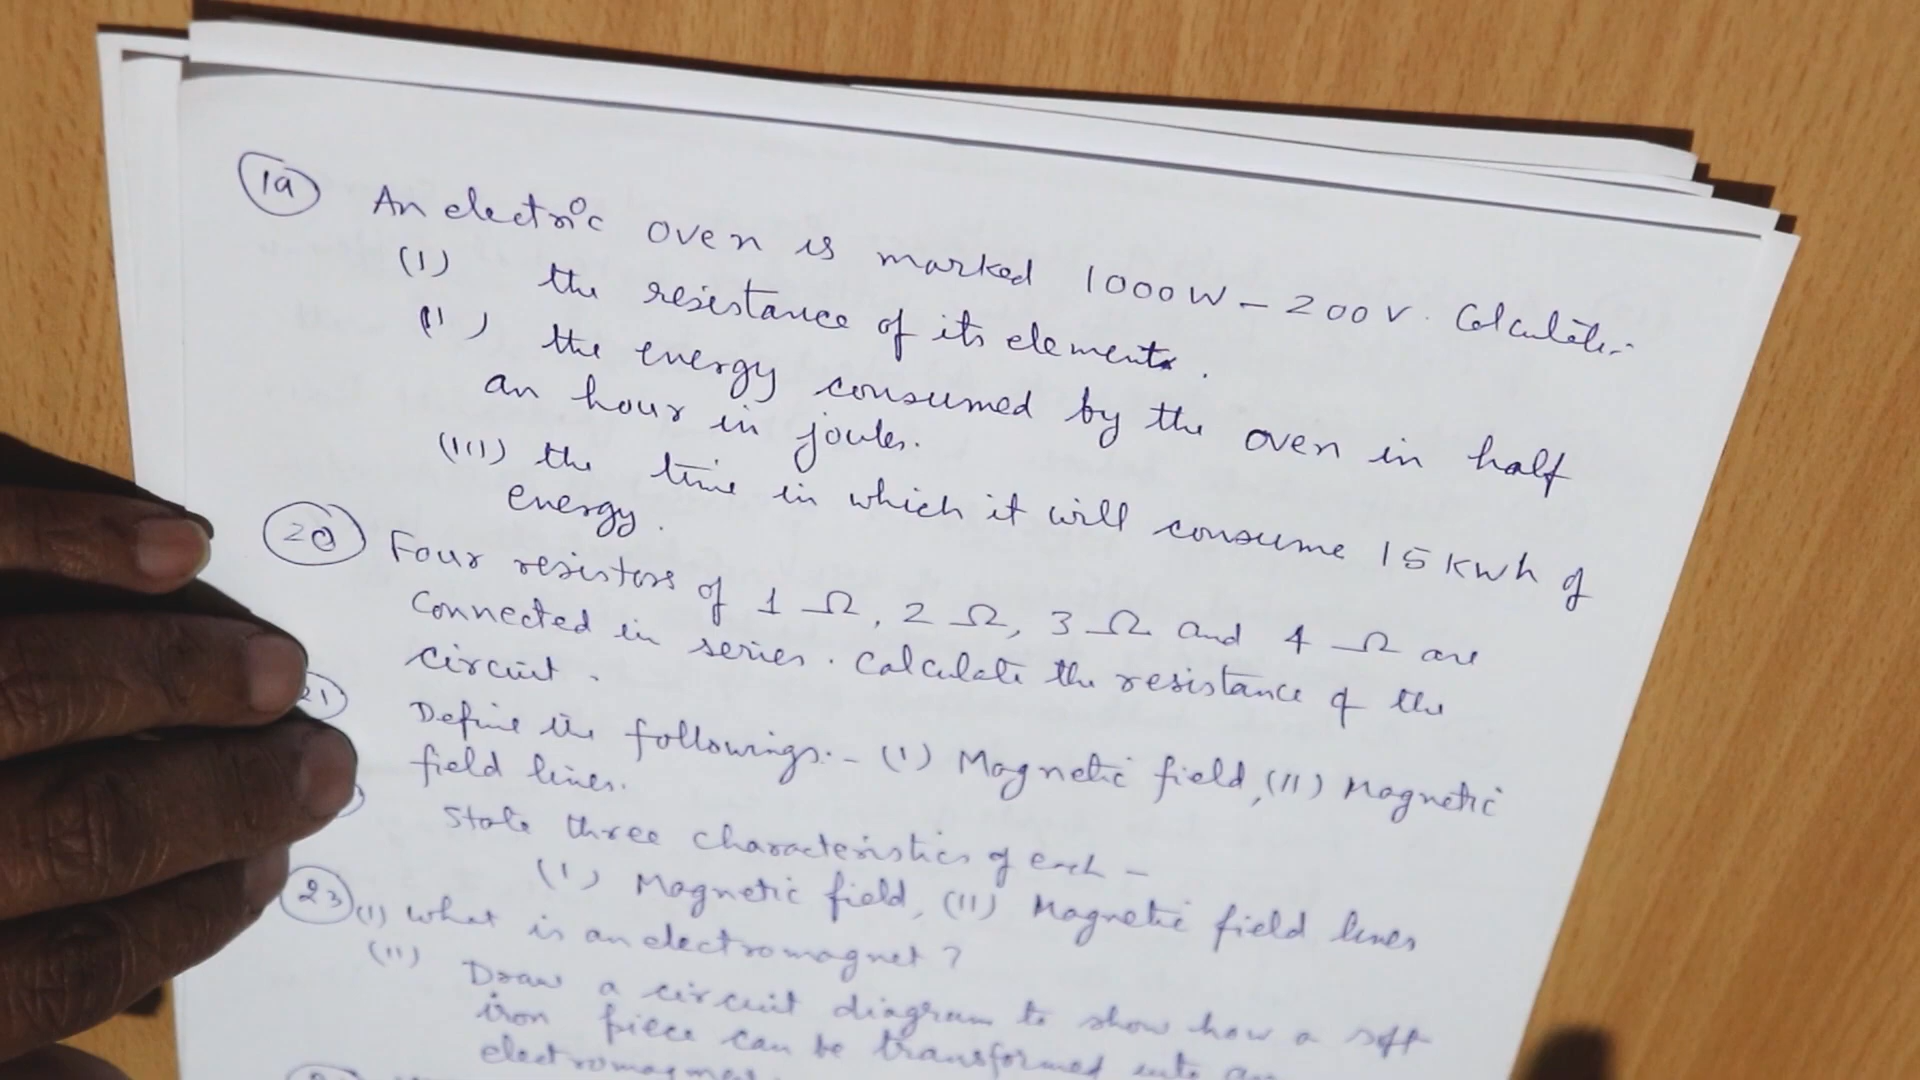 19 An electric oven is marked 1000W - 200V. Calculate:-
(I) the resistance of its elements.
(II) the energy consumed by the oven in half
an hour in joules.
(III) the time in which it will consume 15 kWh of
energy.
20 Four resistors of 1 Ω, 2 Ω, 3 Ω and 4 Ω are
connected in series. Calculate the resistance of the
circuit.
21 Define the followings:- (I) Magnetic field, (II) Magnetic
field lines.
State three characteristics of each -
(I) Magnetic field, (II) Magnetic field lines
23 (I) What is an electromagnet?
(II) Draw a circuit diagram to show how a soft
iron piece can be transformed into an
electromagnet.